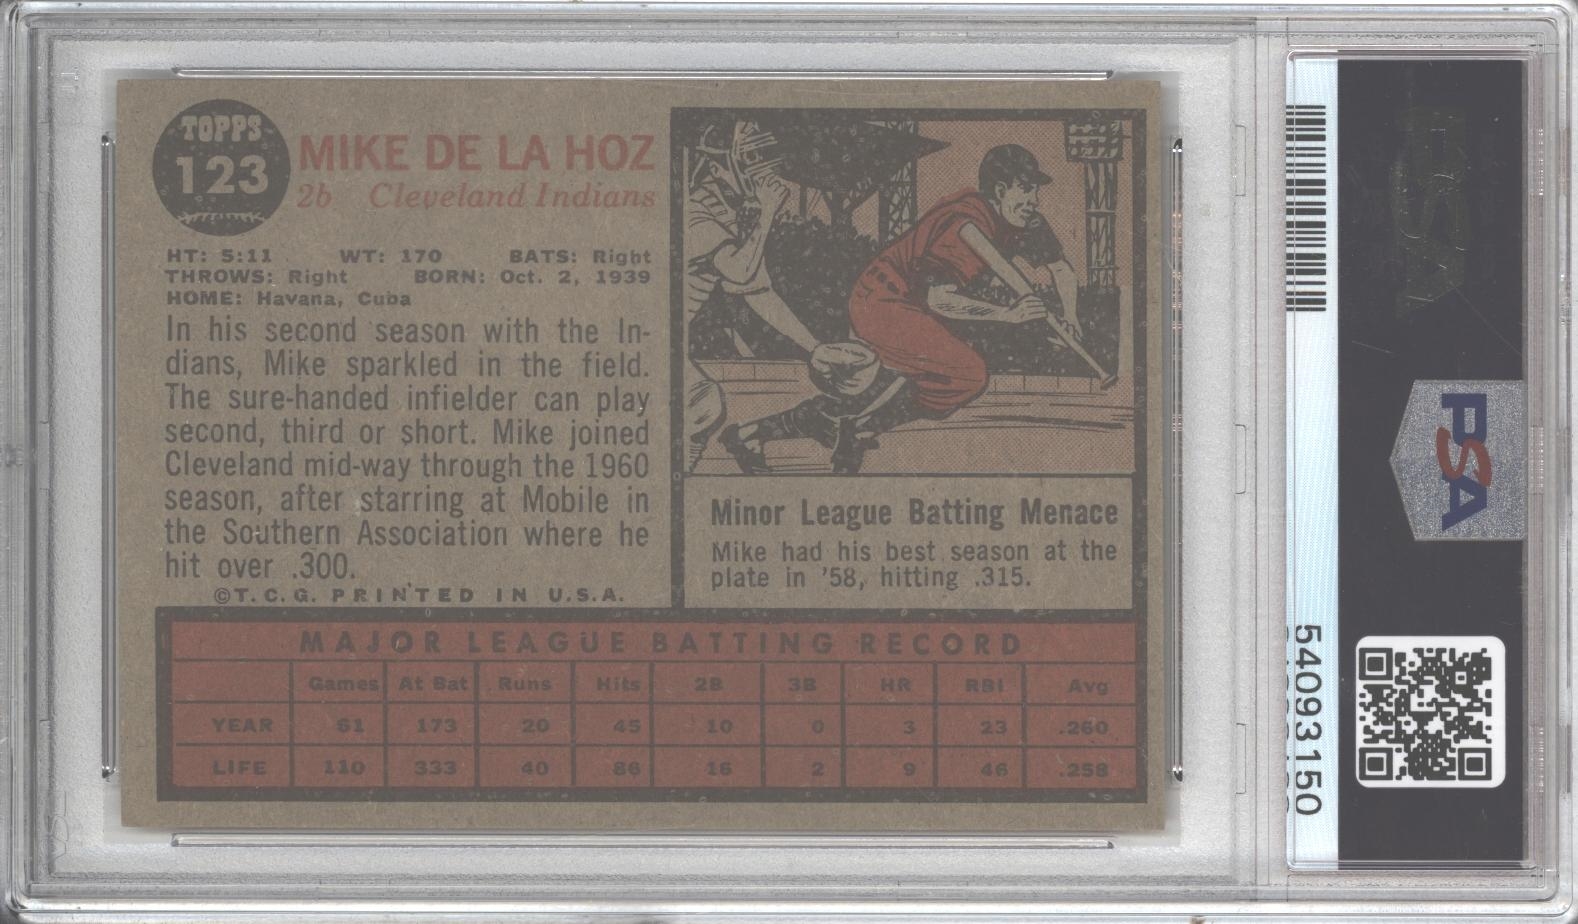 TOPPS
123
MIKE DE LA HOZ
2b Cleveland Indians
HT: 5:11 WT: 170 BATS: Right
THROWS: Right BORN: Oct. 2, 1939
HOME: Havana, Cuba
In his second season with the In-
dians, Mike sparkled in the field.
The sure-handed infielder can play
second, third or short. Mike joined
Cleveland mid-way through the 1960
season, after starring at Mobile in
the Southern Association where he
hit over .300.
©T.C.G. PRINTED IN U.S.A.
Minor League Batting Menace
Mike had his best season at the
plate in '58, hitting .315.
MAJOR LEAGUE BATTING RECORD
Games At Bat Runs Hits 2B 3B HR RBI Avg
YEAR 61 173 20 45 10 0 3 23 .260
LIFE 110 333 40 86 16 2 9 46 .258
PSA
PSA
54093150